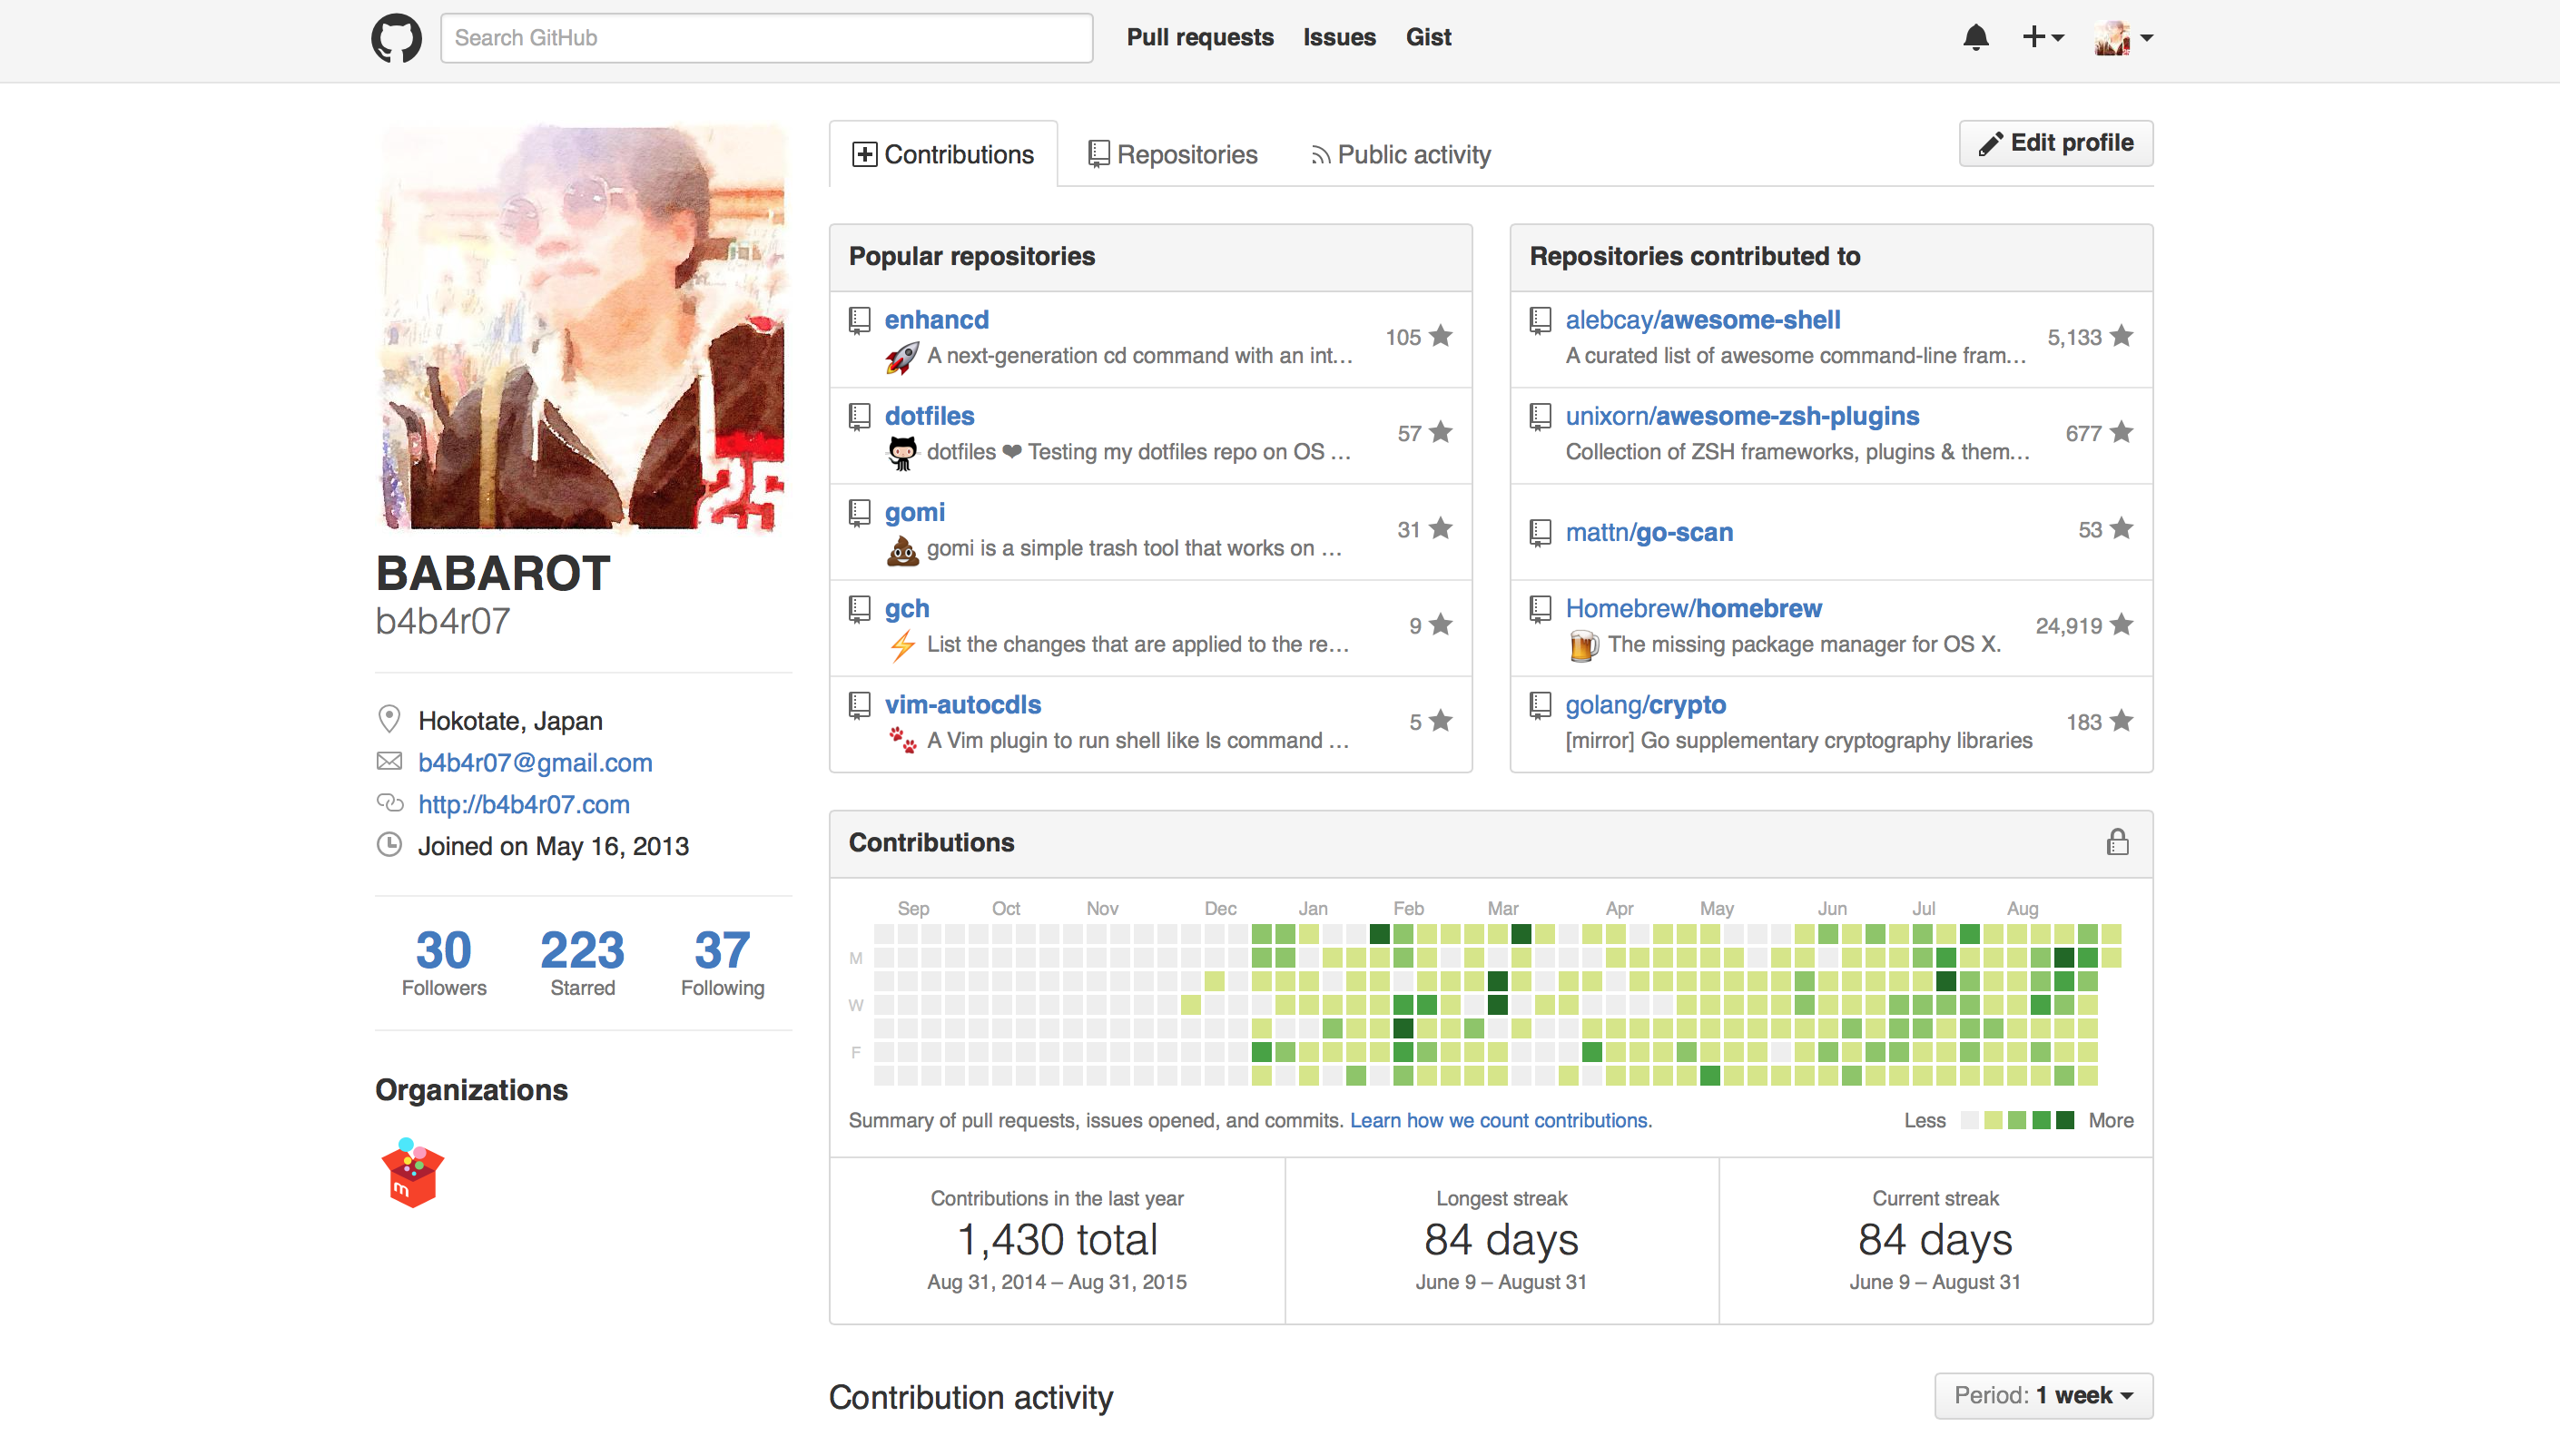 Search GitHub
Pull requests Issues Gist
Contributions Repositories Public activity
Edit profile
BABAROT
b4b4r07
Hokotate, Japan
b4b4r07@gmail.com
http://b4b4r07.com
Joined on May 16, 2013
30 223 37
Followers Starred Following
Organizations
m
Popular repositories
enhancd
A next-generation cd command with an int…
105
dotfiles
dotfiles ❤ Testing my dotfiles repo on OS …
57
gomi
gomi is a simple trash tool that works on …
31
gch
List the changes that are applied to the re…
9
vim-autocdls
A Vim plugin to run shell like ls command …
5
Repositories contributed to
alebcay/awesome-shell
A curated list of awesome command-line fram…
5,133
unixorn/awesome-zsh-plugins
Collection of ZSH frameworks, plugins & them…
677
mattn/go-scan
53
Homebrew/homebrew
The missing package manager for OS X.
24,919
golang/crypto
[mirror] Go supplementary cryptography libraries
183
Contributions
Sep Oct Nov Dec Jan Feb Mar Apr May Jun Jul Aug
M
W
F
Summary of pull requests, issues opened, and commits. Learn how we count contributions.
Less More
Contributions in the last year
1,430 total
Aug 31, 2014 – Aug 31, 2015
Longest streak
84 days
June 9 – August 31
Current streak
84 days
June 9 – August 31
Contribution activity
Period: 1 week